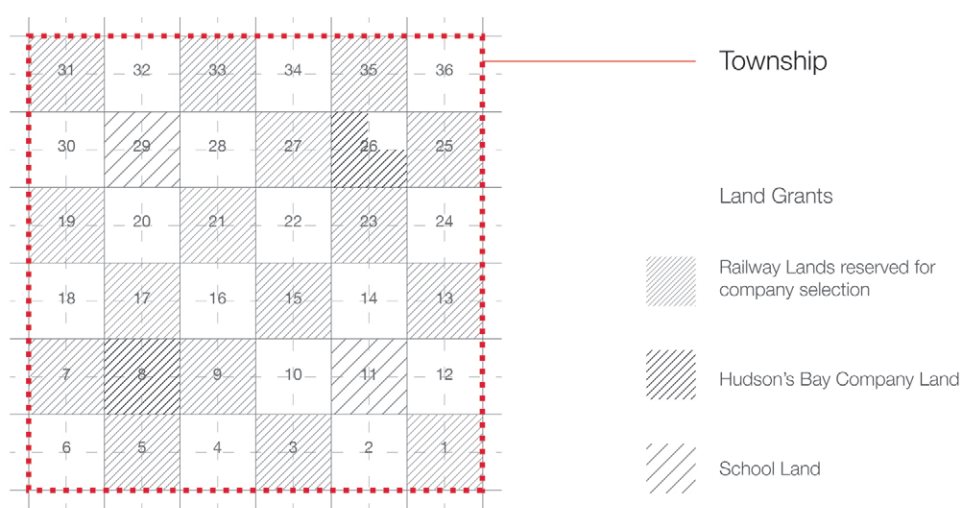 31 32 33 34 35 36
Township
30 29 28 27 26 25
Land Grants
19 20 21 22 23 24
Railway Lands reserved for
company selection
18 17 16 15 14 13
Hudson's Bay Company Land
7 8 9 10 11 12
School Land
6 5 4 3 2 1